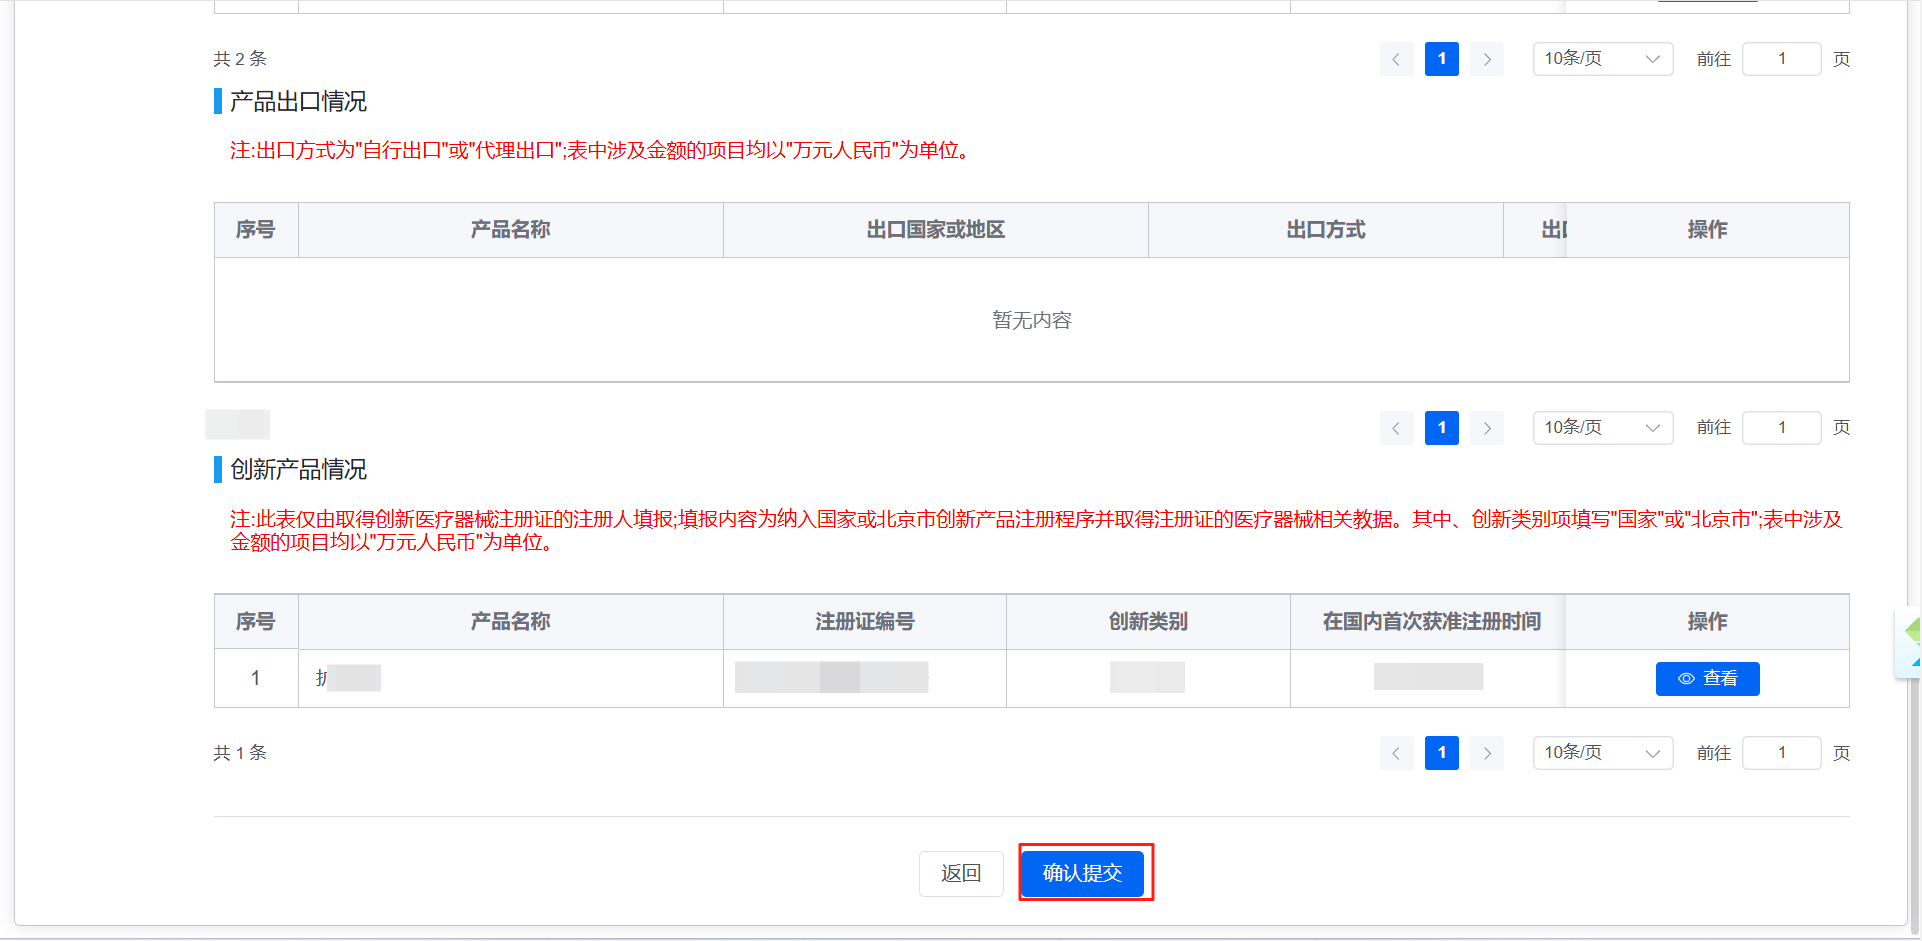 共 2 条
1
10条/页
前往
1
页
产品出口情况
注:出口方式为"自行出口"或"代理出口";表中涉及金额的项目均以"万元人民币"为单位。
序号 产品名称 出口国家或地区 出口方式 出口 操作
暂无内容
1
10条/页
前往
1
页
创新产品情况
注:此表仅由取得创新医疗器械注册证的注册人填报;填报内容为纳入国家或北京市创新产品注册程序并取得注册证的医疗器械相关数据。其中、创新类别项填写"国家"或"北京市";表中涉及
金额的项目均以"万元人民币"为单位。
序号 产品名称 注册证编号 创新类别 在国内首次获准注册时间 操作
1 查看
共 1 条
1
10条/页
前往
1
页
返回 确认提交